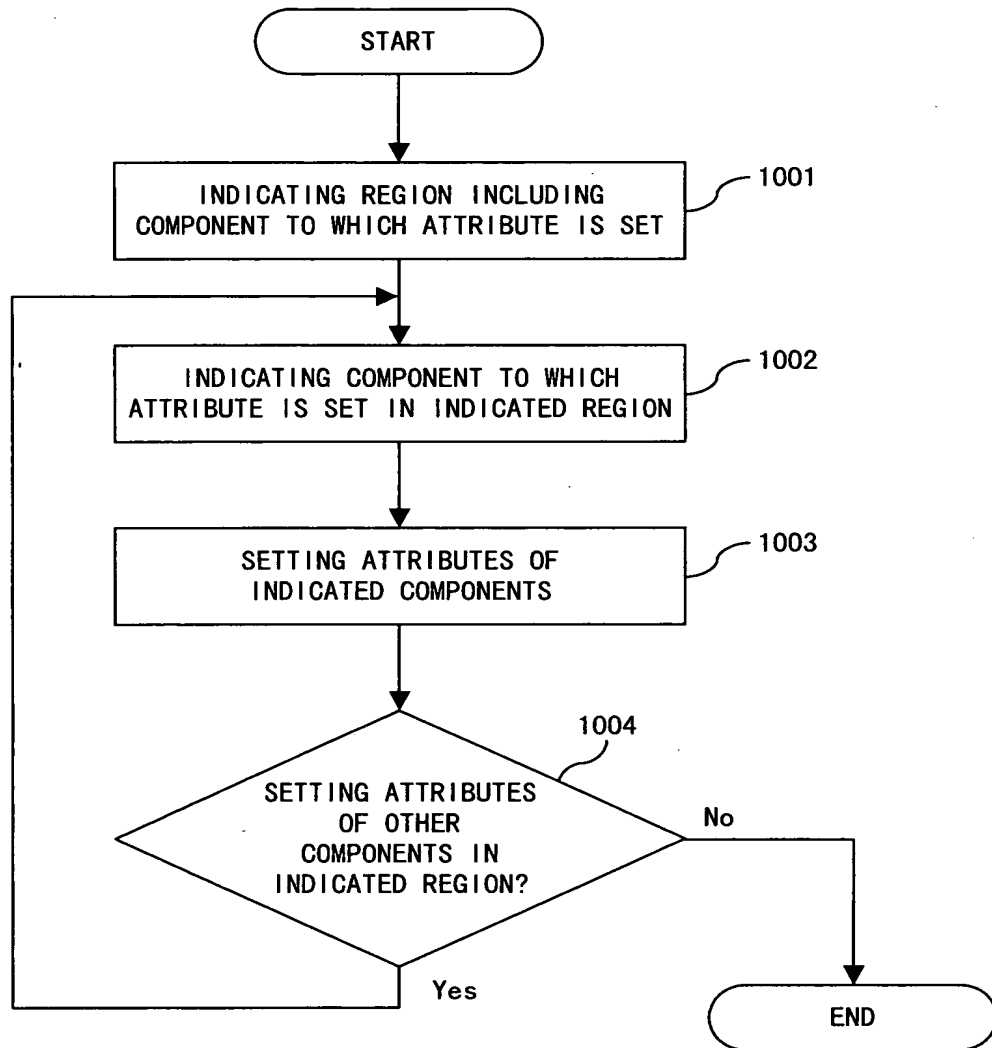 START
INDICATING REGION INCLUDING
COMPONENT TO WHICH ATTRIBUTE IS SET
1001
INDICATING COMPONENT TO WHICH
ATTRIBUTE IS SET IN INDICATED REGION
1002
SETTING ATTRIBUTES OF
INDICATED COMPONENTS
1003
1004
SETTING ATTRIBUTES
OF OTHER
COMPONENTS IN
INDICATED REGION?
No
Yes
END